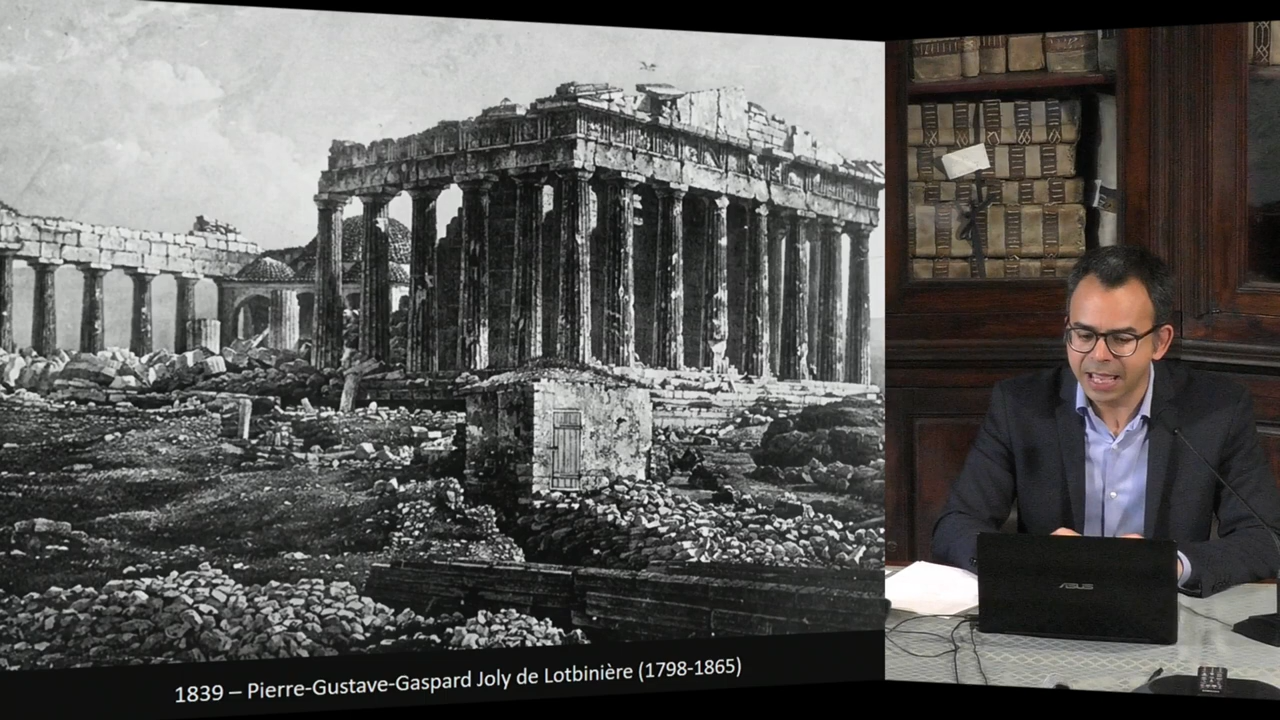 1839 – Pierre-Gustave-Gaspard Joly de Lotbinière (1798-1865)
ASUS